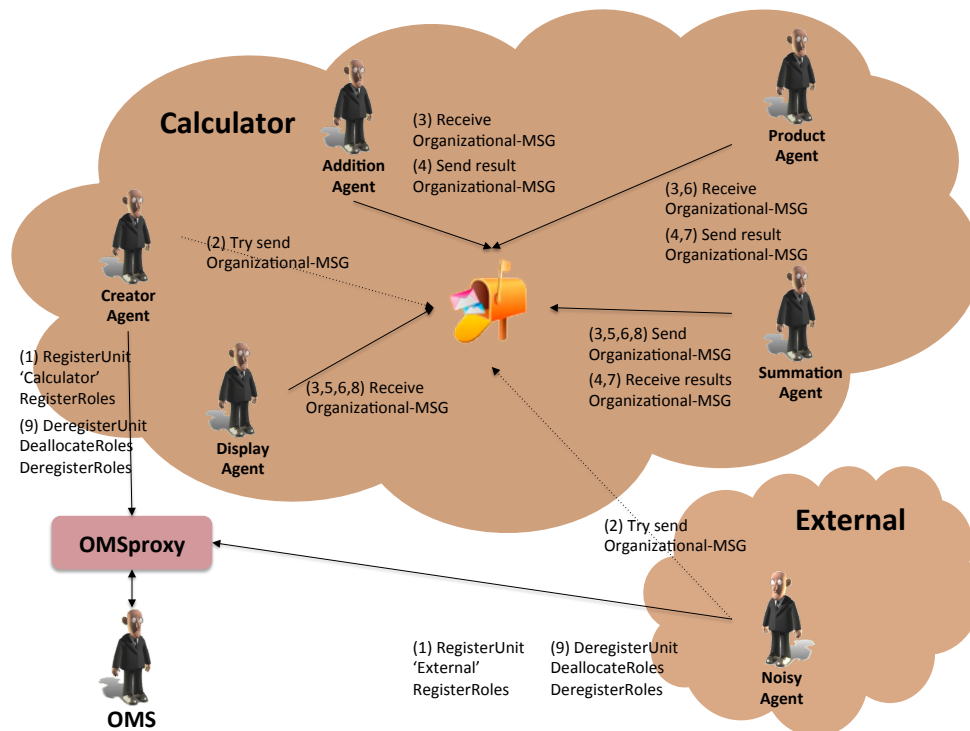 Calculator
Addition
Agent
(3) Receive
Organizational-MSG
(4) Send result
Organizational-MSG
Product
Agent
(3,6) Receive
Organizational-MSG
(4,7) Send result
Organizational-MSG
Creator
Agent
(2) Try send
Organizational-MSG
(1) RegisterUnit
‘Calculator’
RegisterRoles
(9) DeregisterUnit
DeallocateRoles
DeregisterRoles
Display
Agent
(3,5,6,8) Receive
Organizational-MSG
(3,5,6,8) Send
Organizational-MSG
(4,7) Receive results
Organizational-MSG
Summation
Agent
External
(2) Try send
Organizational-MSG
OMSproxy
OMS
(1) RegisterUnit
‘External’
RegisterRoles
(9) DeregisterUnit
DeallocateRoles
DeregisterRoles
Noisy
Agent